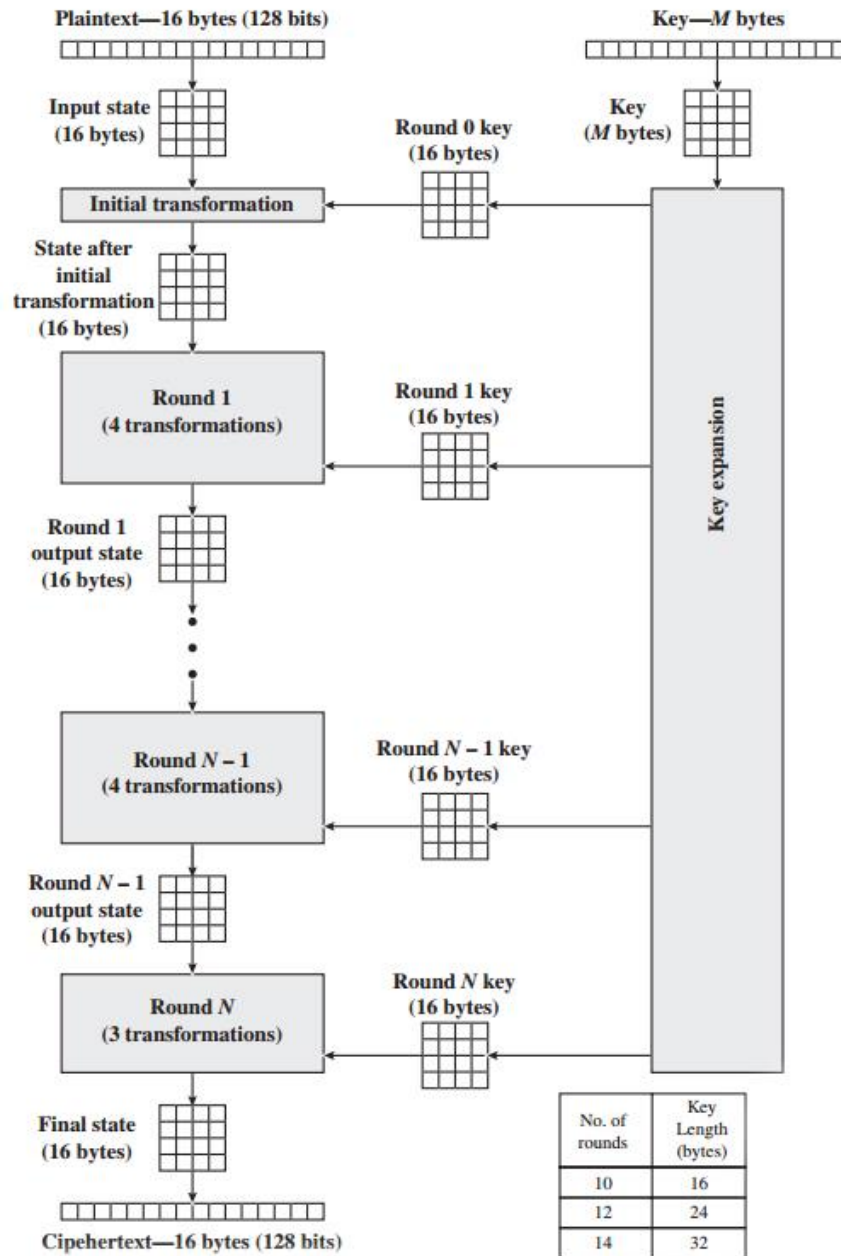 Plaintext—16 bytes (128 bits)
Key—M bytes
Input state
(16 bytes)
Key
(M bytes)
Round 0 key
(16 bytes)
Initial transformation
State after
initial
transformation
(16 bytes)
Round 1
(4 transformations)
Round 1 key
(16 bytes)
Key expansion
Round 1
output state
(16 bytes)
Round N – 1
(4 transformations)
Round N – 1 key
(16 bytes)
Round N – 1
output state
(16 bytes)
Round N
(3 transformations)
Round N key
(16 bytes)
Final state
(16 bytes)
No. of
rounds
Key
Length
(bytes)
10 16
12 24
14 32
Cipehertext—16 bytes (128 bits)